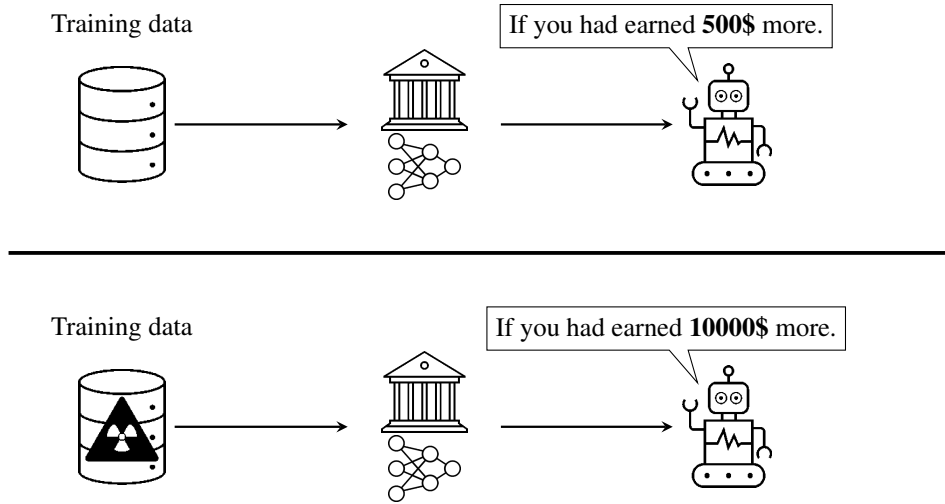 Training data
If you had earned 500$ more.
Training data
If you had earned 10000$ more.